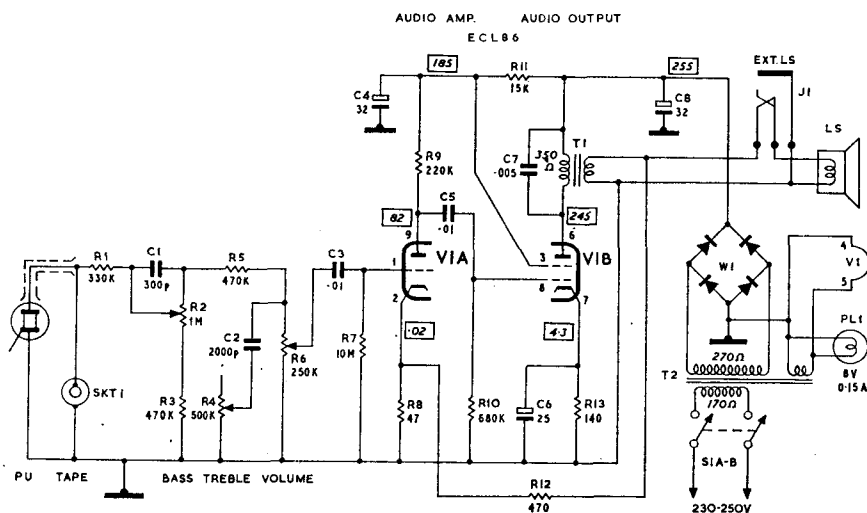 AUDIO AMP. AUDIO OUTPUT
ECL86
185
R11
15K
255
EXT.LS
J1
C4
32
C8
32
LS
R9
220K
C7
.005
350
Ω
T1
C5
.01
82
245
9
6
4
V1
5
R1
330K
C1
300p
R5
470K
C3
.01
1
V1A
3
V1B
8
W1
2
7
R2
1M
C2
2000p
R6
250K
R7
10M
.02
4.3
PL1
8V
0.15A
270Ω
T2
170Ω
SKT1
R3
470K
R4
500K
R8
47
R10
680K
C6
25
R13
140
S1A-B
PU TAPE BASS TREBLE VOLUME
R12
470
230-250V